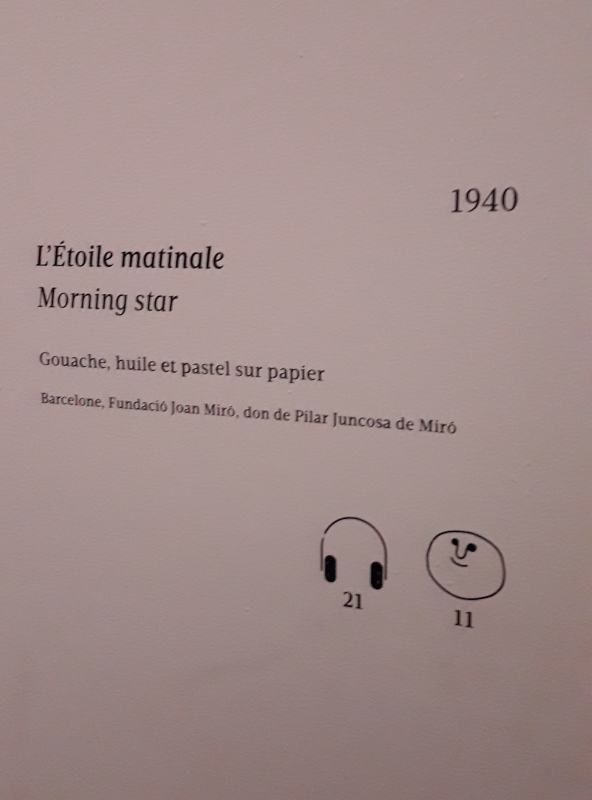 1940
L'Étoile matinale
Morning star
Gouache, huile et pastel sur papier
Barcelone, Fundació Joan Miró, don de Pilar Juncosa de Miró
21
11